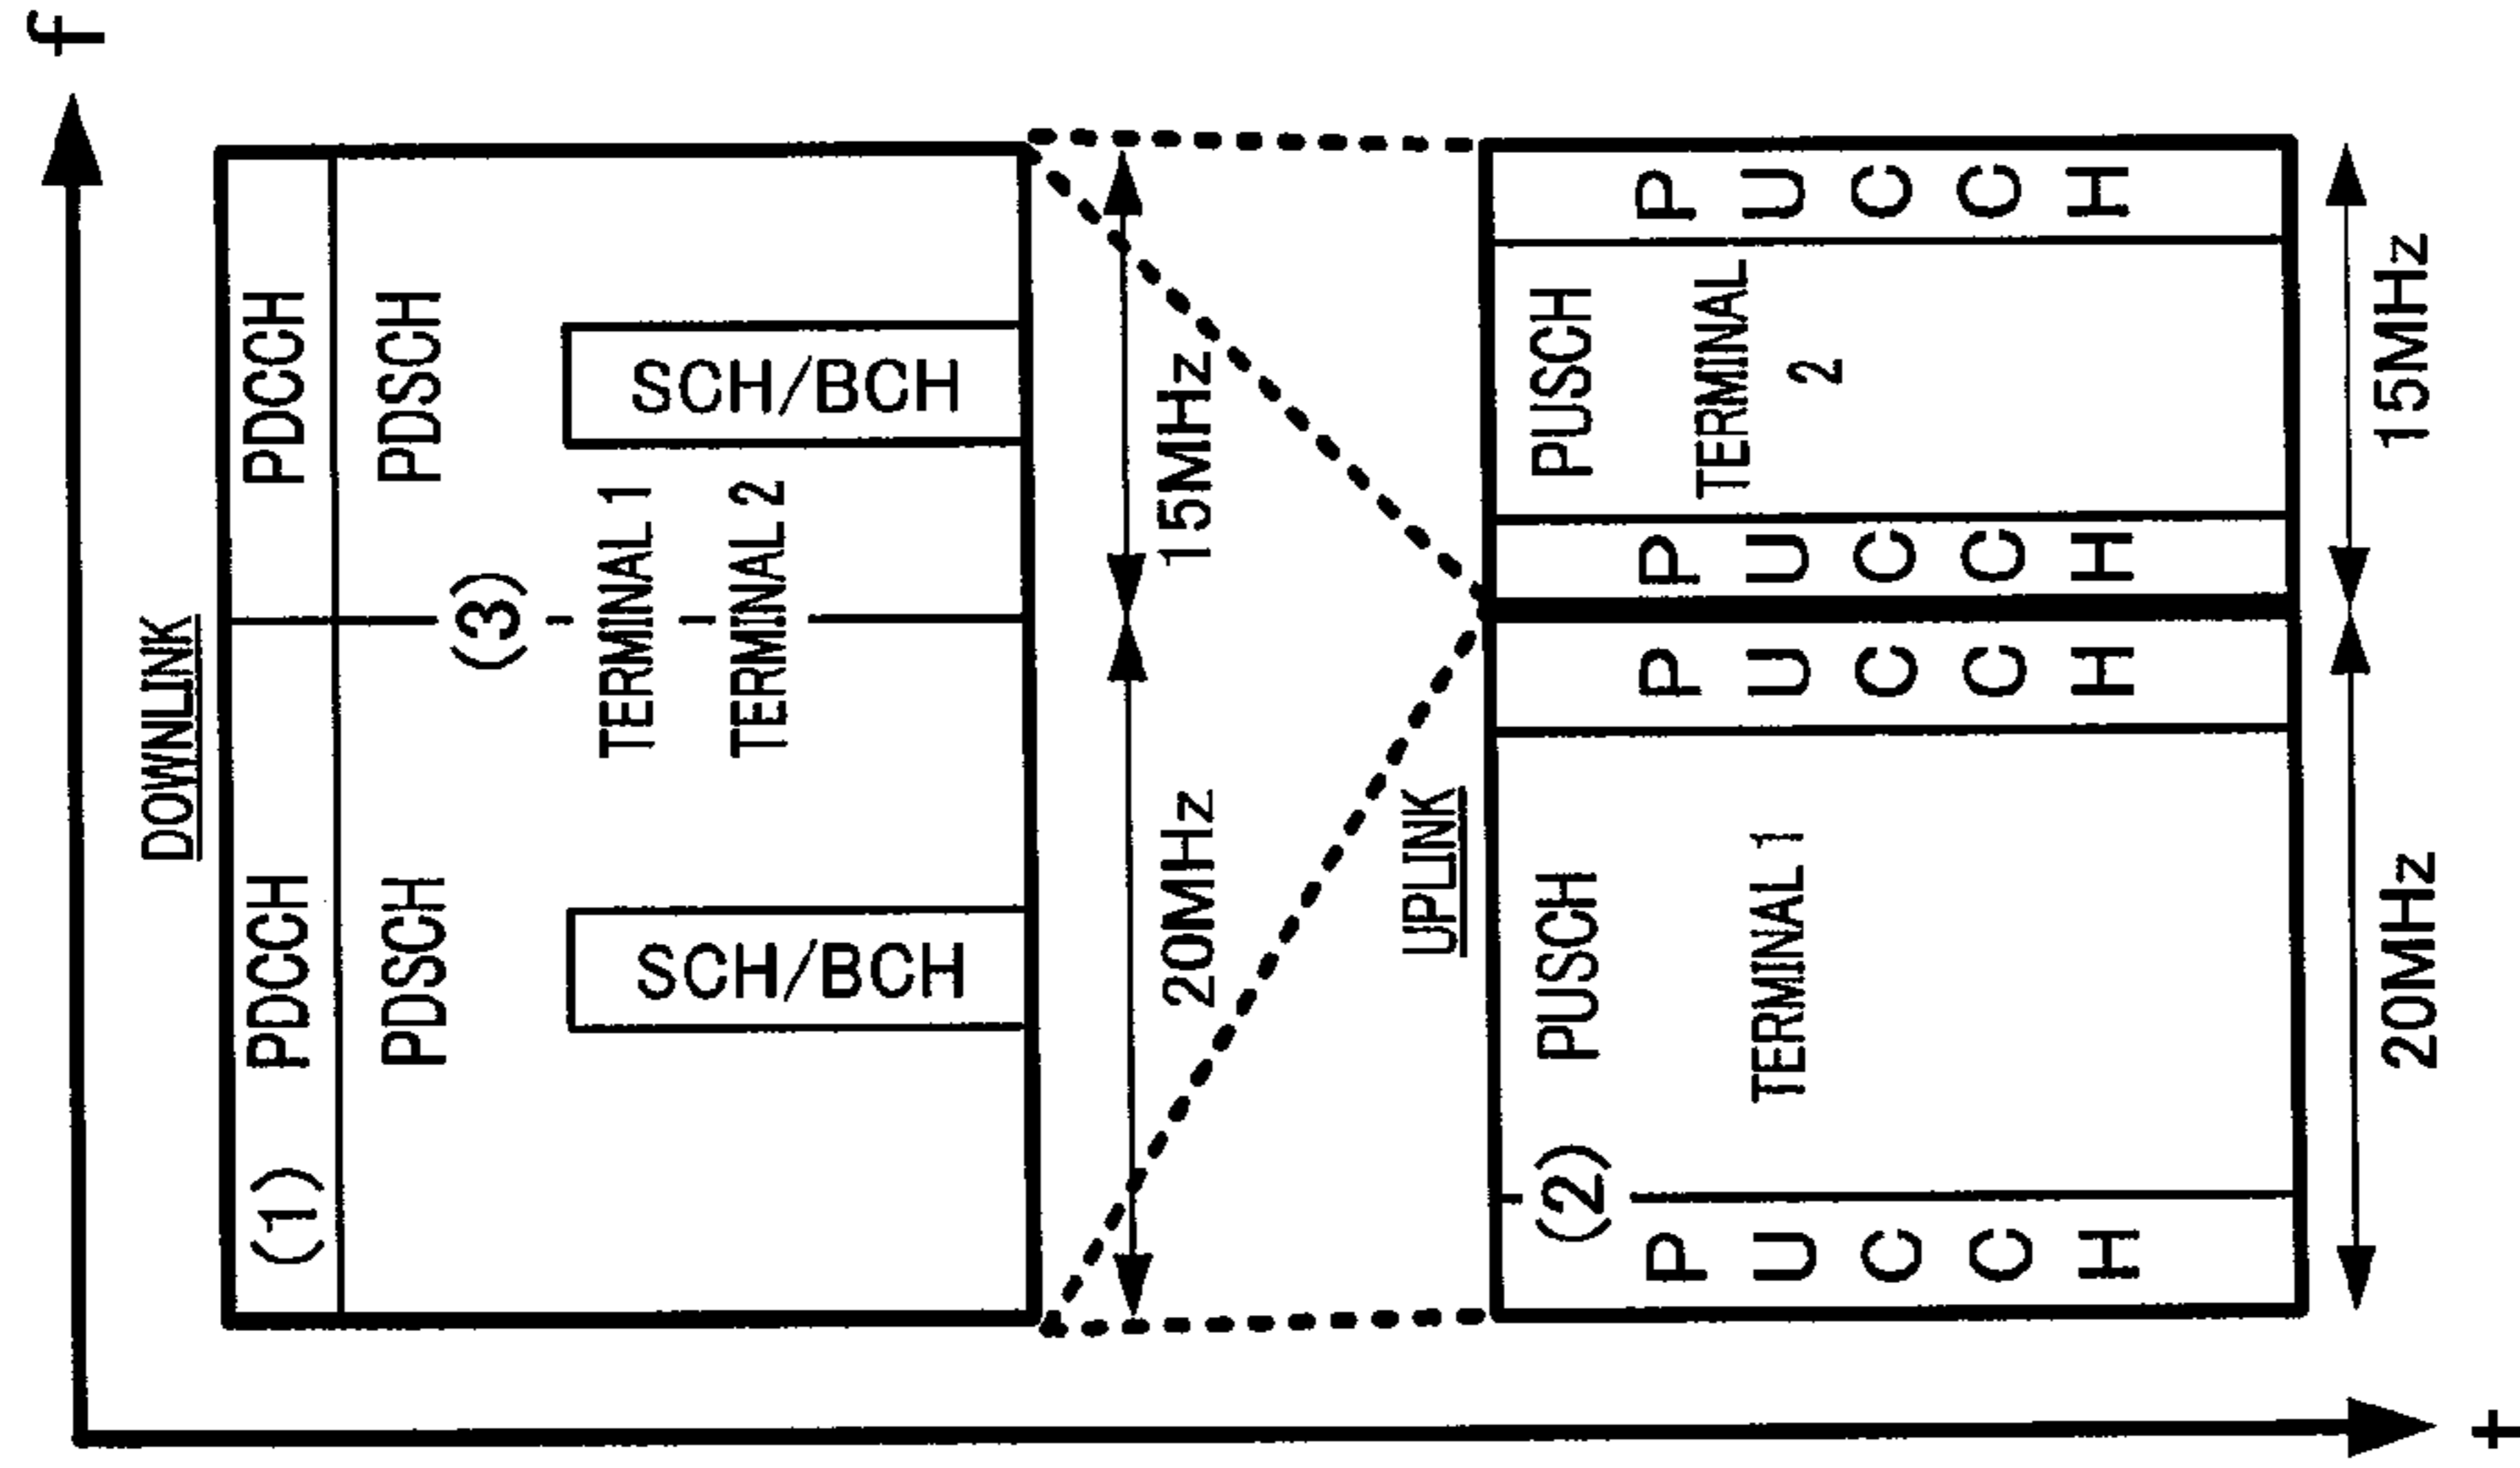 f
DOWNLINK
(1)
PDCCH
PDCCH
PDSCH
PDSCH
(3)
TERMINAL 1
TERMINAL 2
SCH/BCH
SCH/BCH
20MHz
15MHz
UPLINK
PUCCH
(2)
PUSCH
TERMINAL 1
PUCCH
PUCCH
PUSCH
TERMINAL
2
PUCCH
20MHz
15MHz
t